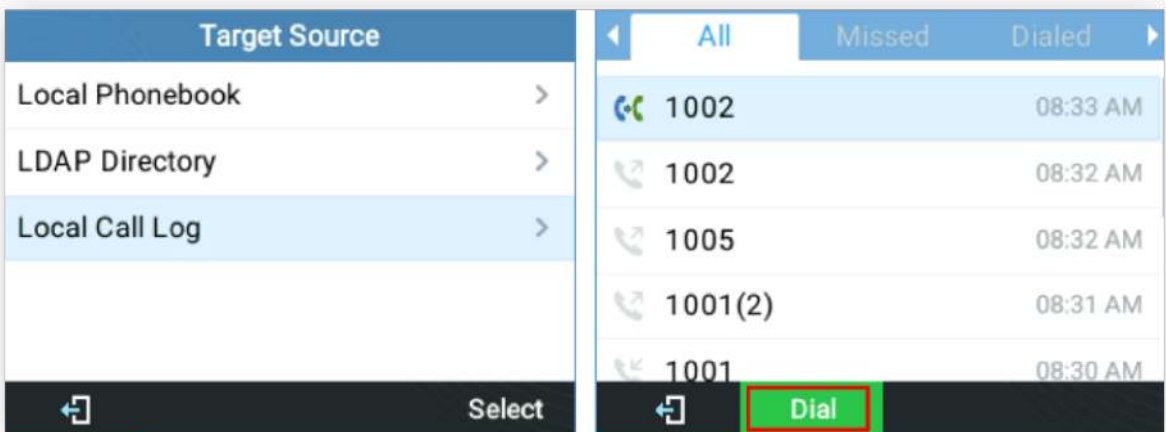 Target Source
Local Phonebook
LDAP Directory
Local Call Log
Select
All Missed Dialed
1002 08:33 AM
1002 08:32 AM
1005 08:32 AM
1001(2) 08:31 AM
1001 08:30 AM
Dial